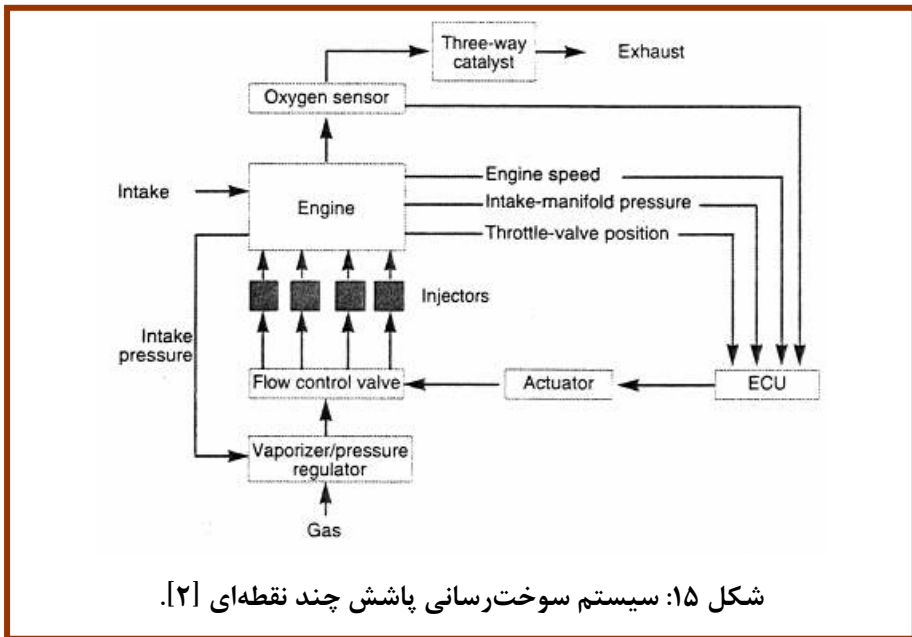 Three-way
catalyst
Exhaust
Oxygen sensor
Intake
Engine
Engine speed
Intake-manifold pressure
Throttle-valve position
Injectors
Intake
pressure
Flow control valve
Actuator
ECU
Vaporizer/pressure
regulator
Gas
شکل ۱۵: سیستم سوخت‌رسانی پاشش چند نقطه‌ای [۲].